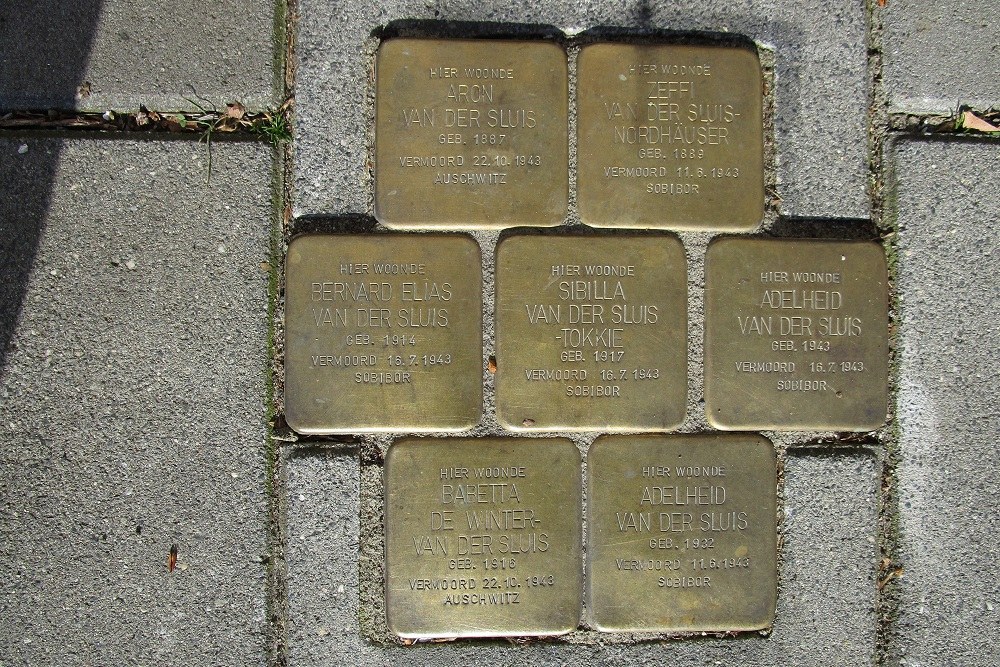 HIER WOONDE
ARON
VAN DER SLUIS
GEB. 1887
VERMOORD 22.10.1943
AUSCHWITZ
HIER WOONDE
ZEFFI
VAN DER SLUIS-
NORDHÄUSER
GEB. 1889
VERMOORD 11.6.1943
SOBIBOR
HIER WOONDE
BERNARD ELIAS
VAN DER SLUIS
GEB. 1914
VERMOORD 16.7.1943
SOBIBOR
HIER WOONDE
SIBILLA
VAN DER SLUIS
-TOKKIE
GEB. 1917
VERMOORD 16.7.1943
SOBIBOR
HIER WOONDE
ADELHEID
VAN DER SLUIS
GEB. 1943
VERMOORD 16.7.1943
SOBIBOR
HIER WOONDE
BABETTA
DE WINTER-
VAN DER SLUIS
GEB. 1916
VERMOORD 22.10.1943
AUSCHWITZ
HIER WOONDE
ADELHEID
VAN DER SLUIS
GEB. 1932
VERMOORD 11.6.1943
SOBIBOR